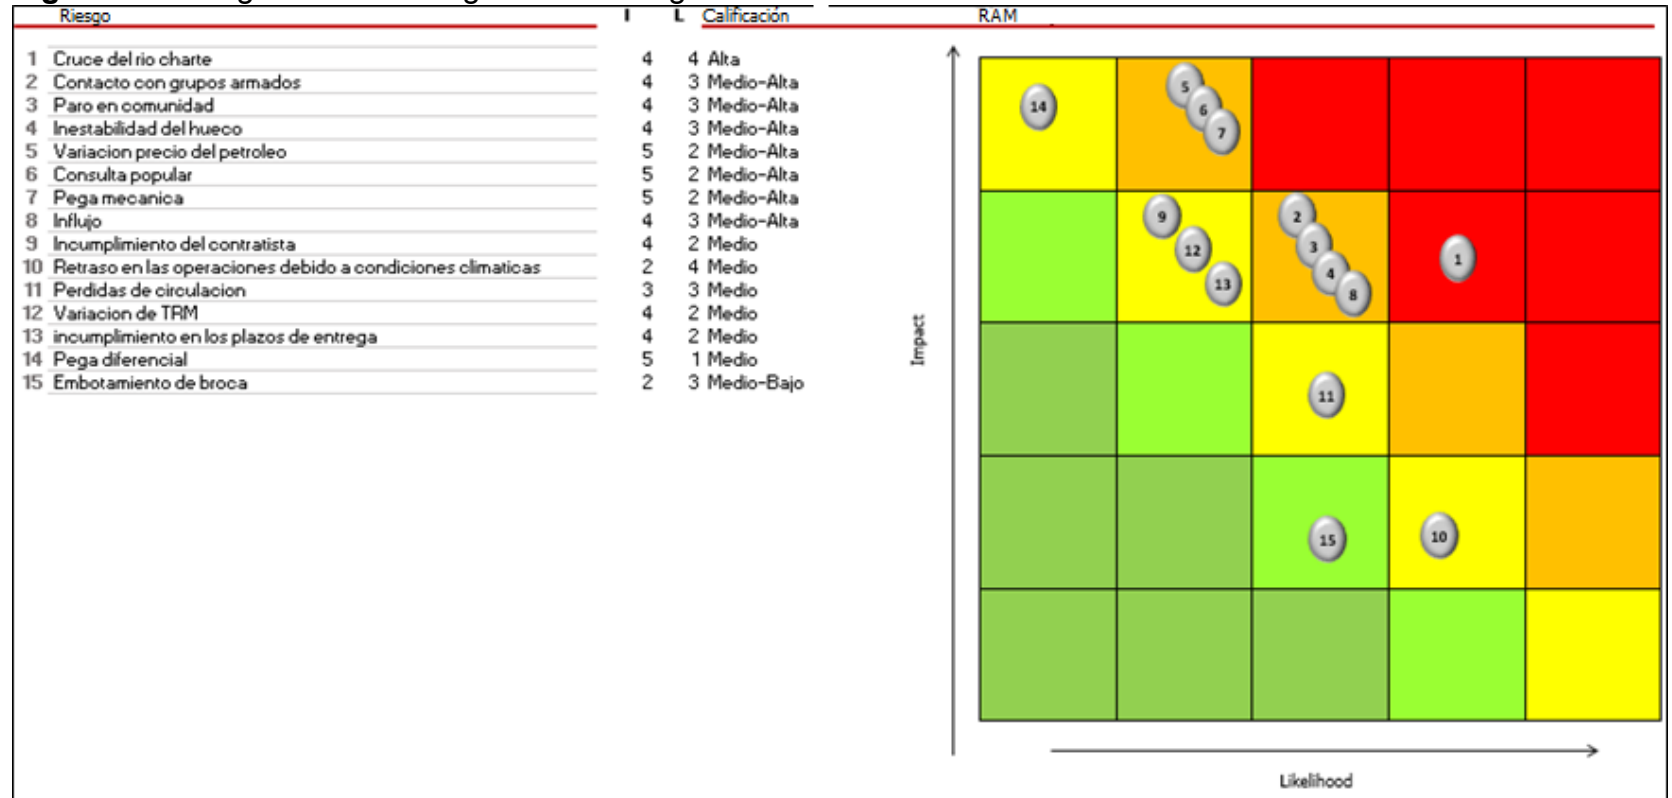 Riesgo I L Calificación RAM
1 Cruce del rio charte 4 4 Alta
2 Contacto con grupos armados 4 3 Medio-Alta
3 Paro en comunidad 4 3 Medio-Alta
4 Inestabilidad del hueco 4 3 Medio-Alta
5 Variacion precio del petroleo 5 2 Medio-Alta
6 Consulta popular 5 2 Medio-Alta
7 Pega mecanica 5 2 Medio-Alta
8 Influjo 4 3 Medio-Alta
9 Incumplimiento del contratista 4 2 Medio
10 Retraso en las operaciones debido a condiciones climaticas 2 4 Medio
11 Perdidas de circulacion 3 3 Medio
12 Variacion de TRM 4 2 Medio
13 incumplimiento en los plazos de entrega 4 2 Medio
14 Pega diferencial 5 1 Medio
15 Embotamiento de broca 2 3 Medio-Bajo
Impact
14
5
6
7
9
12
13
2
3
4
8
1
11
15
10
Likelihood